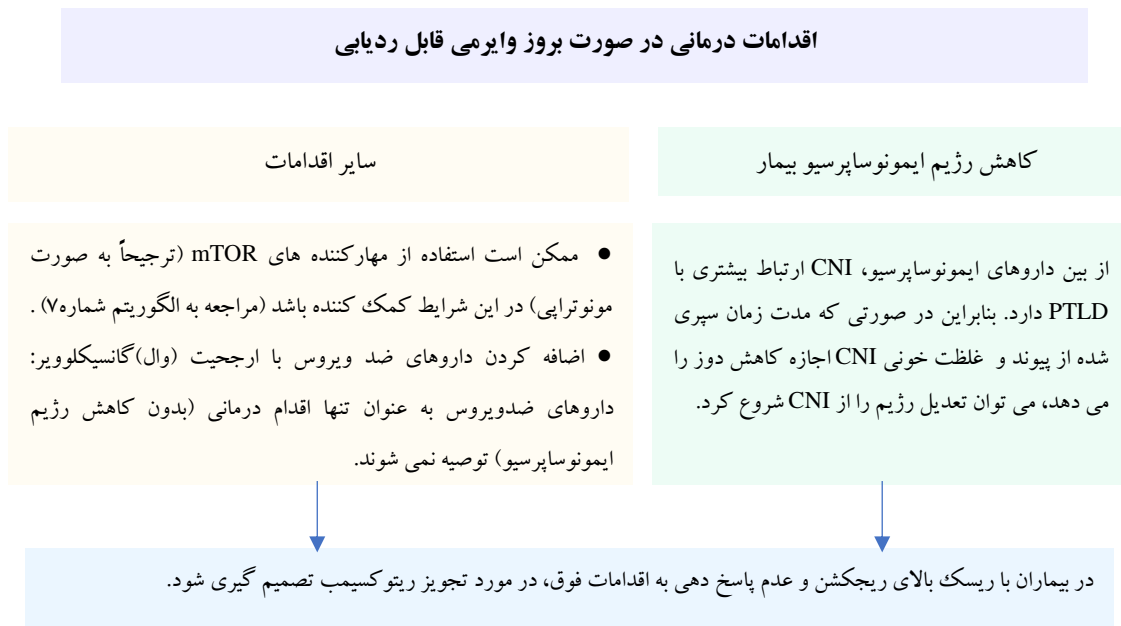 اقدامات درمانی در صورت بروز وایرمی قابل ردیابی
کاهش رژیم ایمونوساپرسیو بیمار
از بین داروهای ایمونوساپرسیو، CNI ارتباط بیشتری با
PTLD دارد. بنابراین در صورتی که مدت زمان سپری
شده از پیوند و غلظت خونی CNI اجازه کاهش دوز را
می دهد، می توان تعدیل رژیم را از CNI شروع کرد.
سایر اقدامات
● ممکن است استفاده از مهارکننده های mTOR (ترجیحاً به صورت
مونوتراپی) در این شرایط کمک کننده باشد (مراجعه به الگوریتم شماره۷) .
● اضافه کردن داروهای ضد ویروس با ارجحیت (وال)گانسیکلوویر:
داروهای ضدویروس به عنوان تنها اقدام درمانی (بدون کاهش رژیم
ایمونوساپرسیو) توصیه نمی شوند.
در بیماران با ریسک بالای ریجکشن و عدم پاسخ دهی به اقدامات فوق، در مورد تجویز ریتوکسیمب تصمیم گیری شود.